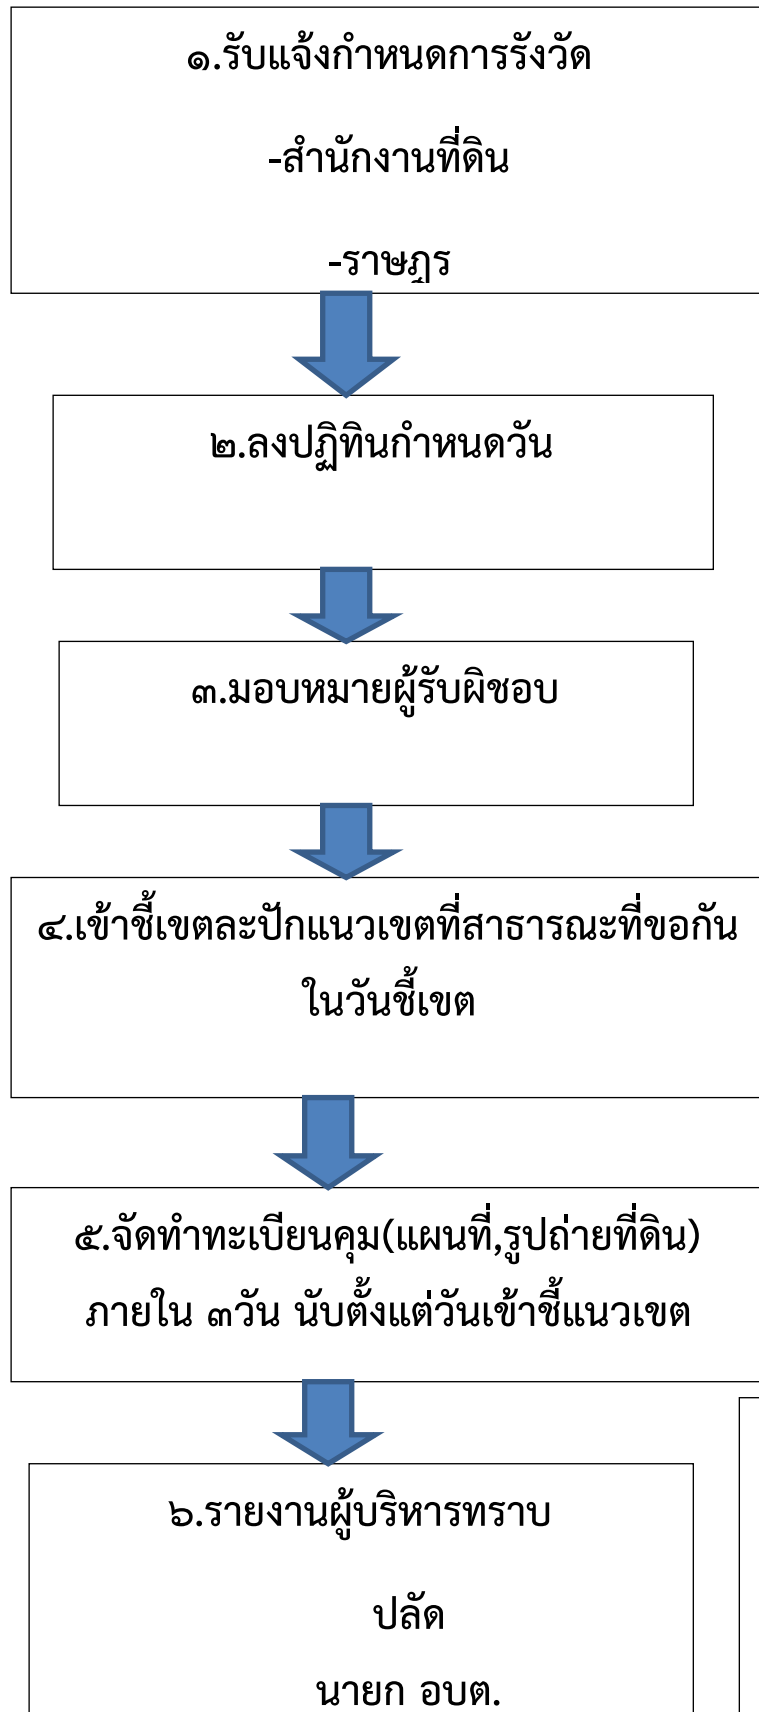 ๑.รับแจ้งกำหนดการรังวัด
-สำนักงานที่ดิน
-ราษฎร
๒.ลงปฏิทินกำหนดวัน
๓.มอบหมายผู้รับผิชอบ
๔.เข้าชี้เขตละปักแนวเขตที่สาธารณะที่ขอกัน
ในวันชี้เขต
๕.จัดทำทะเบียนคุม(แผนที่,รูปถ่ายที่ดิน)
ภายใน ๓วัน นับตั้งแต่วันเข้าชี้แนวเขต
๖.รายงานผู้บริหารทราบ
ปลัด
นายก อบต.